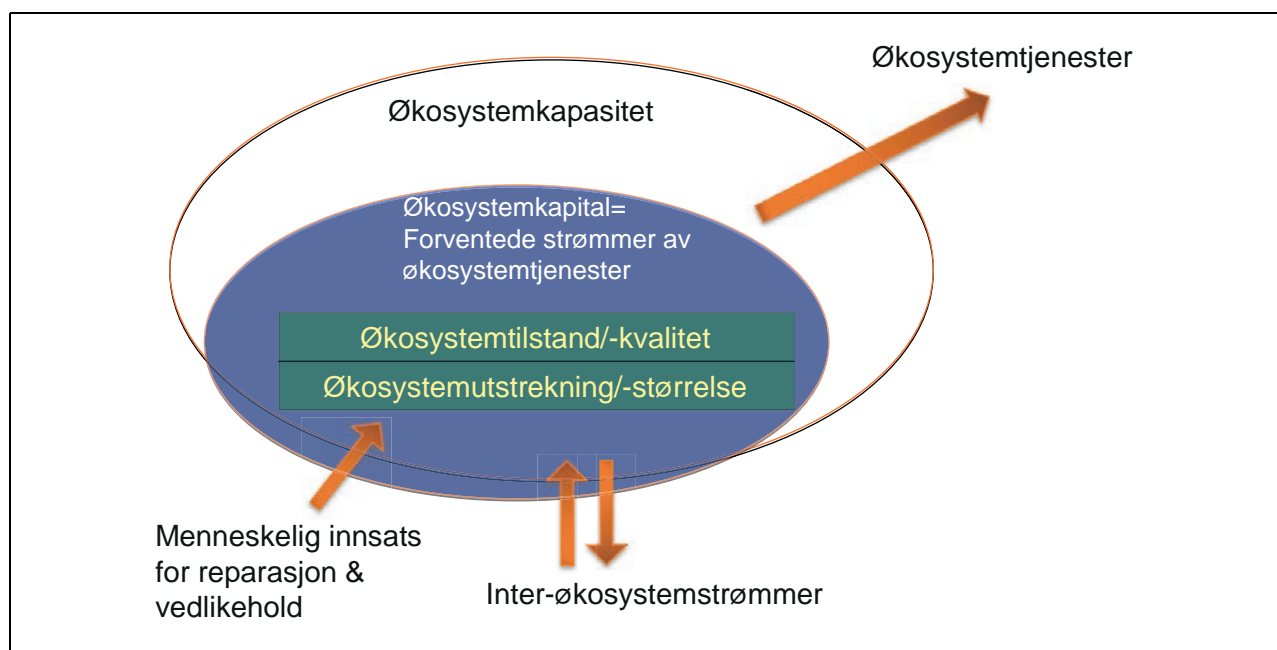 Økosystemtjenester
Økosystemkapasitet
Økosystemkapital=
Forventede strømmer av
økosystemtjenester
Økosystemtilstand/-kvalitet
Økosystemutstrekning/-størrelse
Menneskelig innsats
for reparasjon &
vedlikehold
Inter-økosystemstrømmer